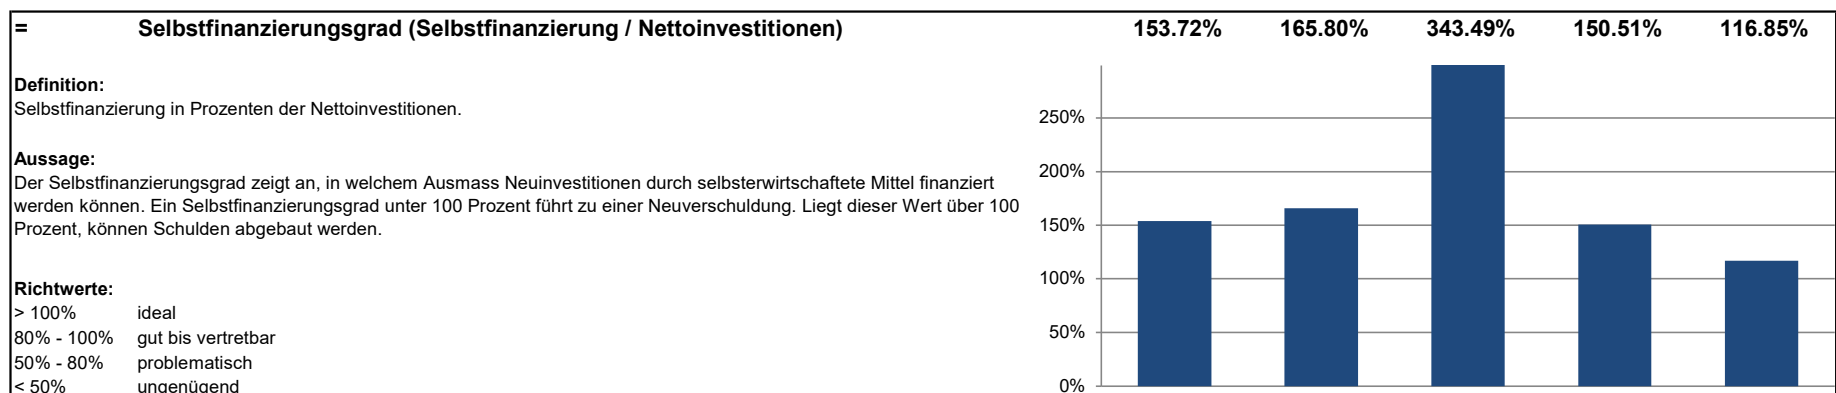 = Selbstfinanzierungsgrad (Selbstfinanzierung / Nettoinvestitionen) 153.72% 165.80% 343.49% 150.51% 116.85%
Definition:
Selbstfinanzierung in Prozenten der Nettoinvestitionen.
Aussage:
Der Selbstfinanzierungsgrad zeigt an, in welchem Ausmass Neuinvestitionen durch selbsterwirtschaftete Mittel finanziert
werden können. Ein Selbstfinanzierungsgrad unter 100 Prozent führt zu einer Neuverschuldung. Liegt dieser Wert über 100
Prozent, können Schulden abgebaut werden.
Richtwerte:
> 100% ideal
80% - 100% gut bis vertretbar
50% - 80% problematisch
< 50% ungenügend
250%
200%
150%
100%
50%
0%